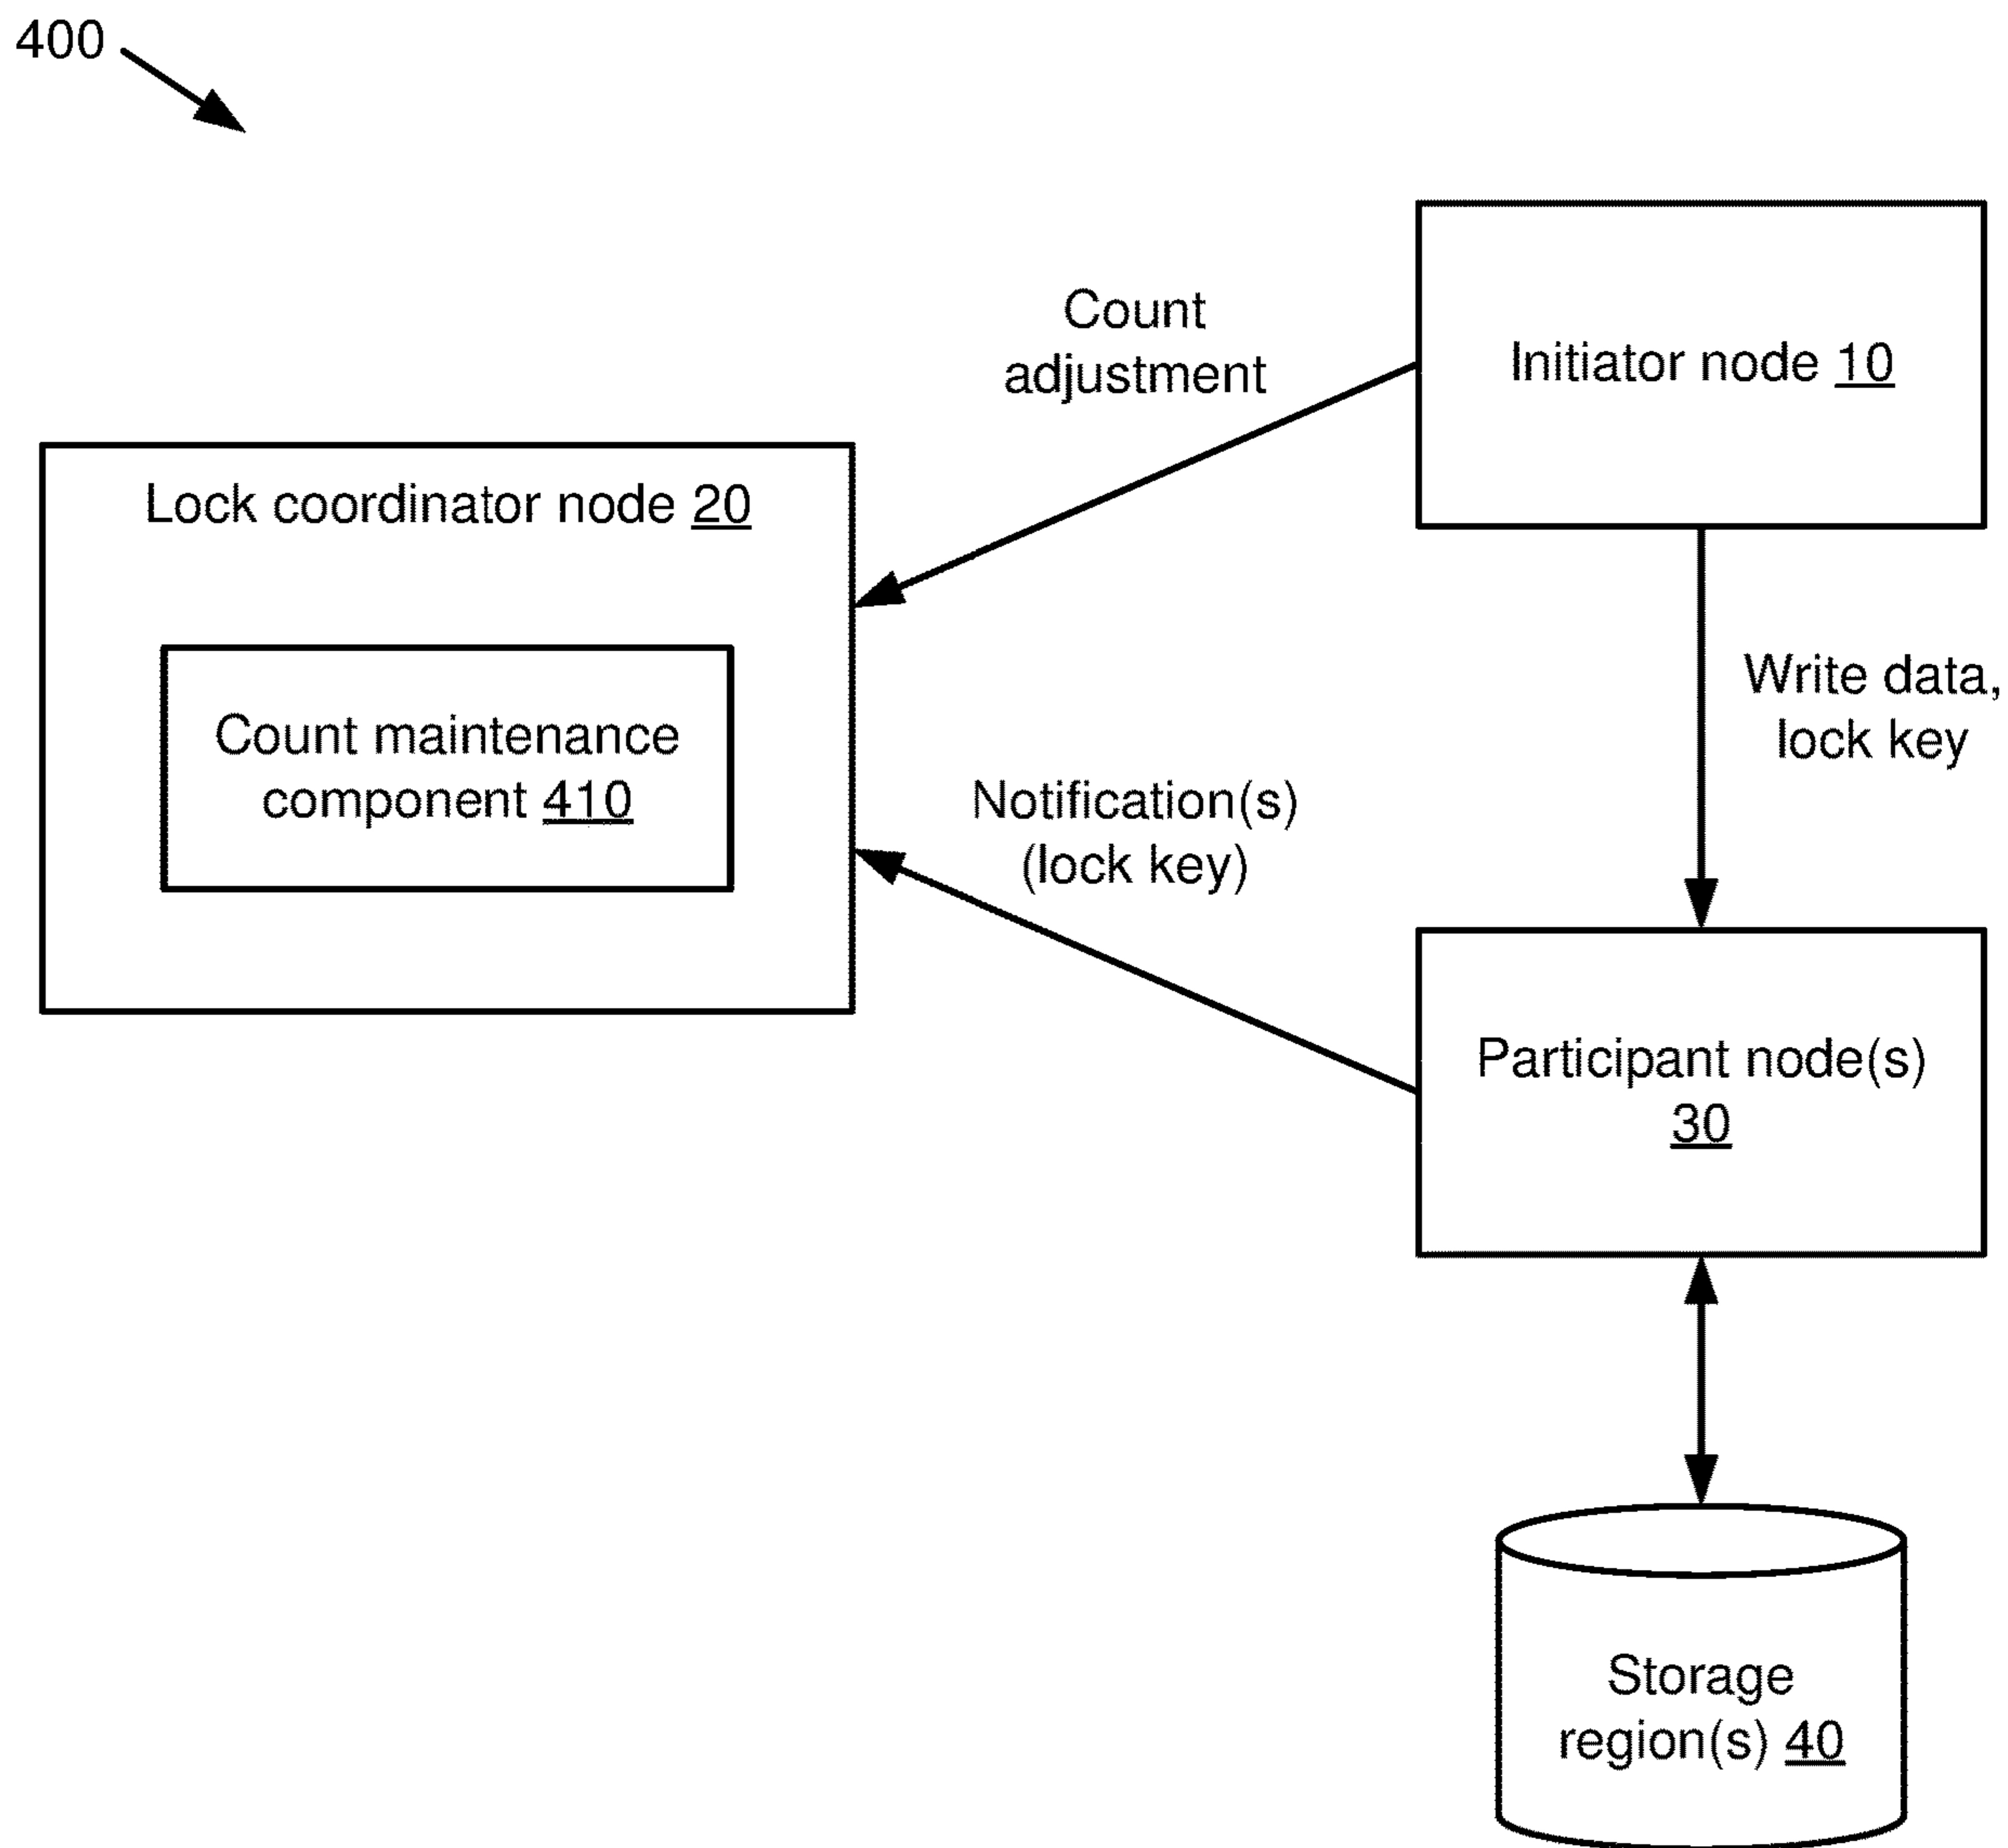 400
Initiator node 10
Count
adjustment
Lock coordinator node 20
Count maintenance
component 410
Write data,
lock key
Notification(s)
(lock key)
Participant node(s)
30
Storage
region(s) 40